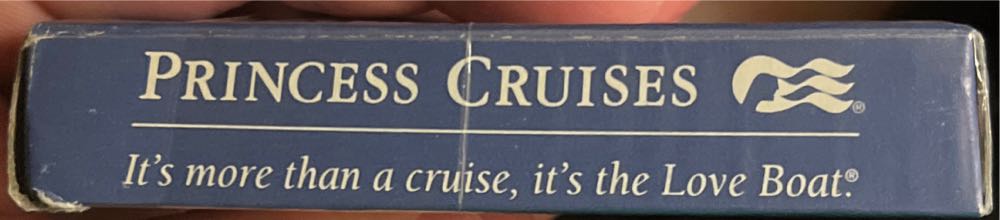 PRINCESS CRUISES ®
It's more than a cruise, it's the Love Boat.®